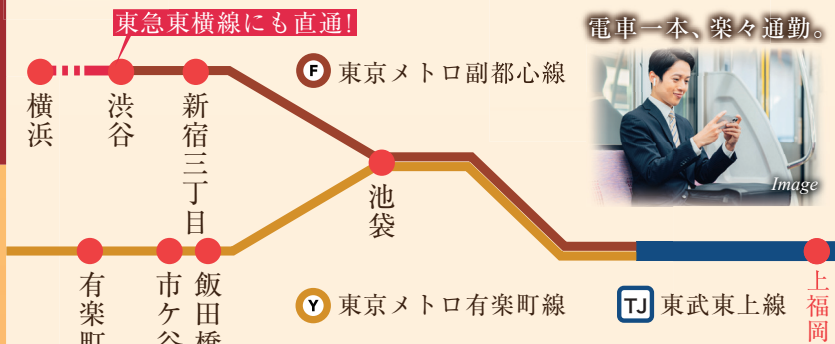 東急東横線にも直通!
電車一本、楽々通勤。
F 東京メトロ副都心線
横浜
渋谷
新宿三丁目
池袋
Image
有楽町
市ケ谷
飯田橋
Y 東京メトロ有楽町線
TJ 東武東上線
上福岡